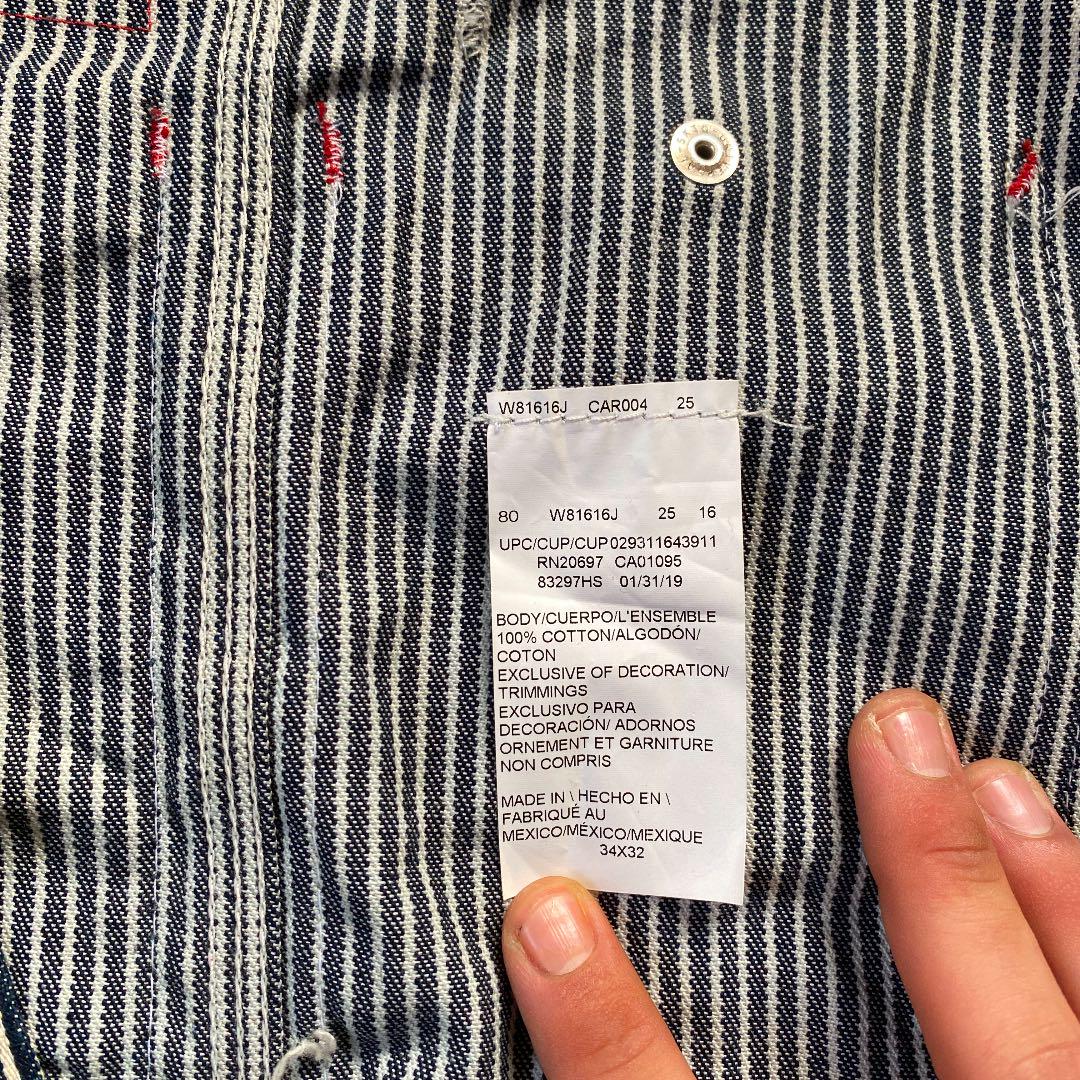 W81616J CAR004 25
80 W81616J 25 16
UPC/CUP/CUP029311643911
RN20697 CA01095
83297HS 01/31/19
BODY/CUERPO/L'ENSEMBLE
100% COTTON/ALGODÓN/
COTON
EXCLUSIVE OF DECORATION/
TRIMMINGS
EXCLUSIVO PARA
DECORACIÓN/ ADORNOS
ORNEMENT ET GARNITURE
NON COMPRIS
MADE IN \ HECHO EN \
FABRIQUÉ AU
MEXICO/MÉXICO/MEXIQUE
34X32